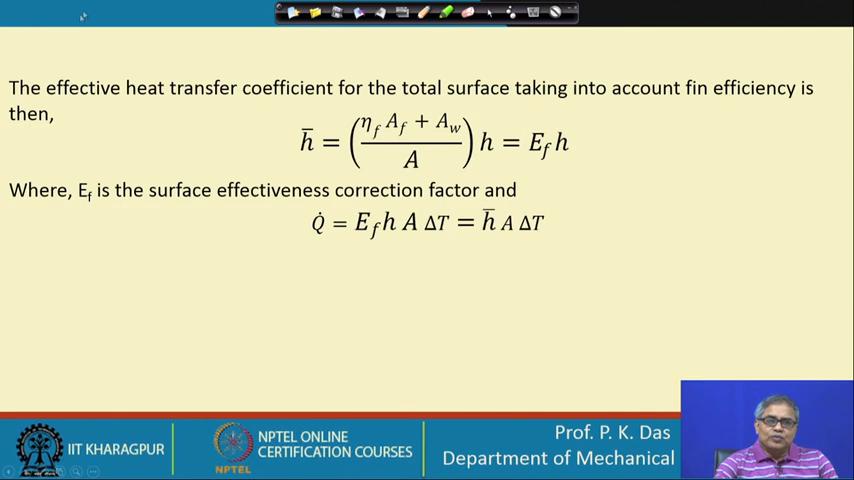 The effective heat transfer coefficient for the total surface taking into account fin efficiency is
then,
h̄ = (η_f A_f + A_w / A) h = E_f h
Where, E_f is the surface effectiveness correction factor and
Q̇ = E_f h A ΔT = h̄ A ΔT
IIT KHARAGPUR
NPTEL
NPTEL ONLINE
CERTIFICATION COURSES
Prof. P. K. Das
Department of Mechanical